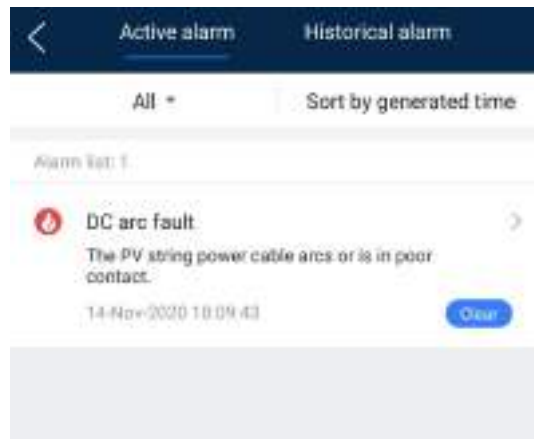 Active alarm Historical alarm
All Sort by generated time
Alarm list: 1
DC arc fault
The PV string power cable arcs or is in poor
contact.
14-Nov-2020 10:09:43
Clear